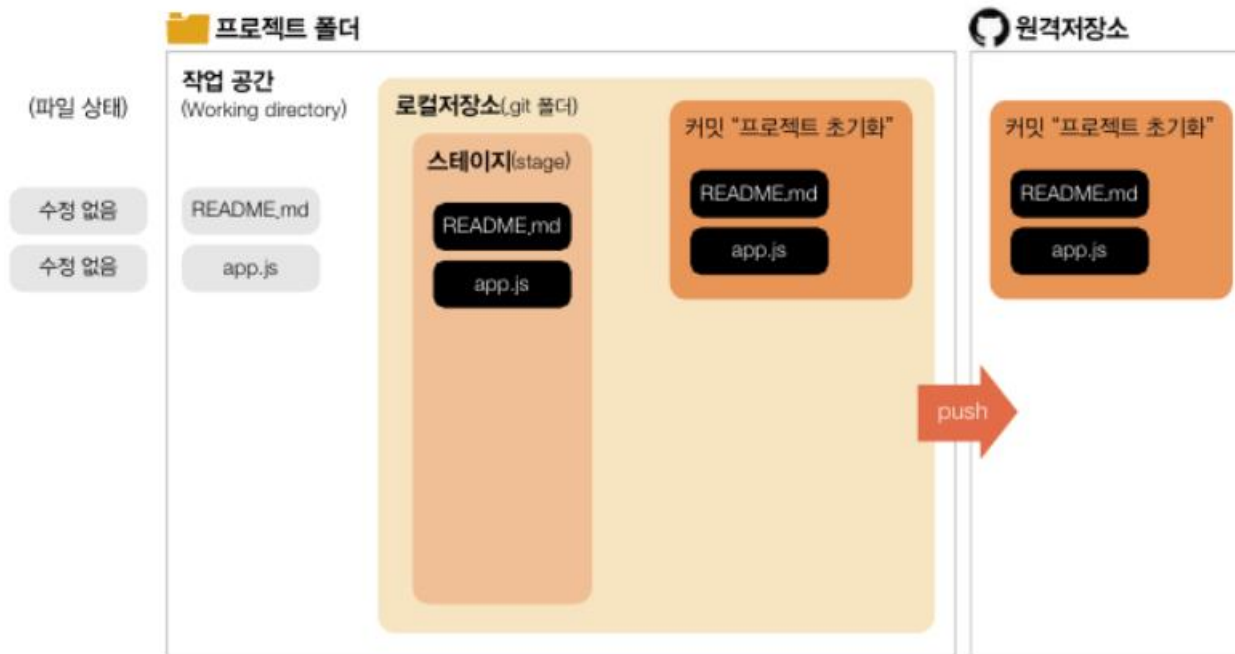 프로젝트 폴더
원격저장소
(파일 상태)
작업 공간
(Working directory)
로컬저장소(.git 폴더)
스테이지(stage)
커밋 “프로젝트 초기화”
커밋 “프로젝트 초기화”
수정 없음
README.md
README.md
README.md
README.md
수정 없음
app.js
app.js
app.js
app.js
push